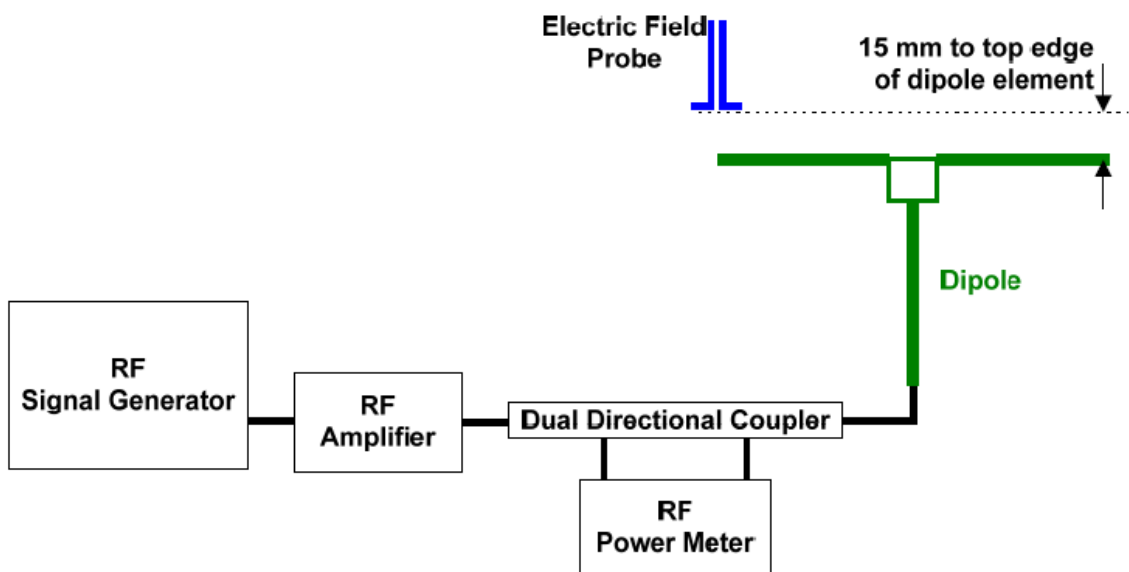 Electric Field
Probe
15 mm to top edge
of dipole element
Dipole
RF
Signal Generator
RF
Amplifier
Dual Directional Coupler
RF
Power Meter